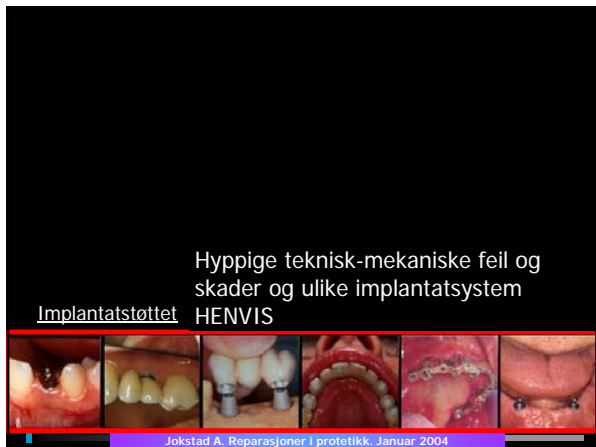 Hyppige teknisk-mekaniske feil og
skader og ulike implantatsystem
Implantatstøttet HENVIS
Jokstad A. Reparasjoner i protetikk. Januar 2004